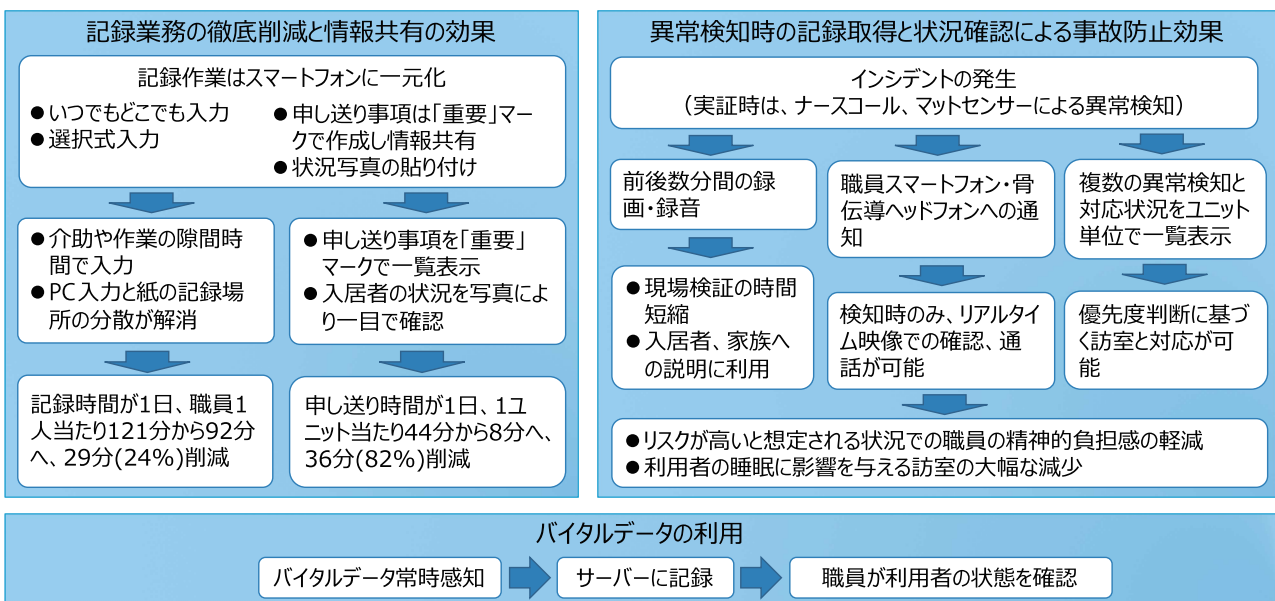 記録業務の徹底削減と情報共有の効果
記録作業はスマートフォンに一元化
●いつでもどこでも入力
●選択式入力
●申し送り事項は「重要」マー
クで作成し情報共有
●状況写真の貼り付け
●介助や作業の隙間時
間で入力
●PC入力と紙の記録場
所の分散が解消
●申し送り事項を「重要」
マークで一覧表示
●入居者の状況を写真によ
り一目で確認
記録時間が1日、職員1
人当たり121分から92分
へ、29分(24%)削減
申し送り時間が1日、1ユ
ニット当たり44分から8分へ、
36分(82%)削減
異常検知時の記録取得と状況確認による事故防止効果
インシデントの発生
(実証時は、ナースコール、マットセンサーによる異常検知)
前後数分間の録
画・録音
職員スマートフォン・骨
伝導ヘッドフォンへの通
知
複数の異常検知と
対応状況をユニット
単位で一覧表示
●現場検証の時間
短縮
●入居者、家族へ
の説明に利用
検知時のみ、リアルタイ
ム映像での確認、通
話が可能
優先度判断に基づ
く訪室と対応が可
能
●リスクが高いと想定される状況での職員の精神的負担感の軽減
●利用者の睡眠に影響を与える訪室の大幅な減少
バイタルデータの利用
バイタルデータ常時感知
サーバーに記録
職員が利用者の状態を確認